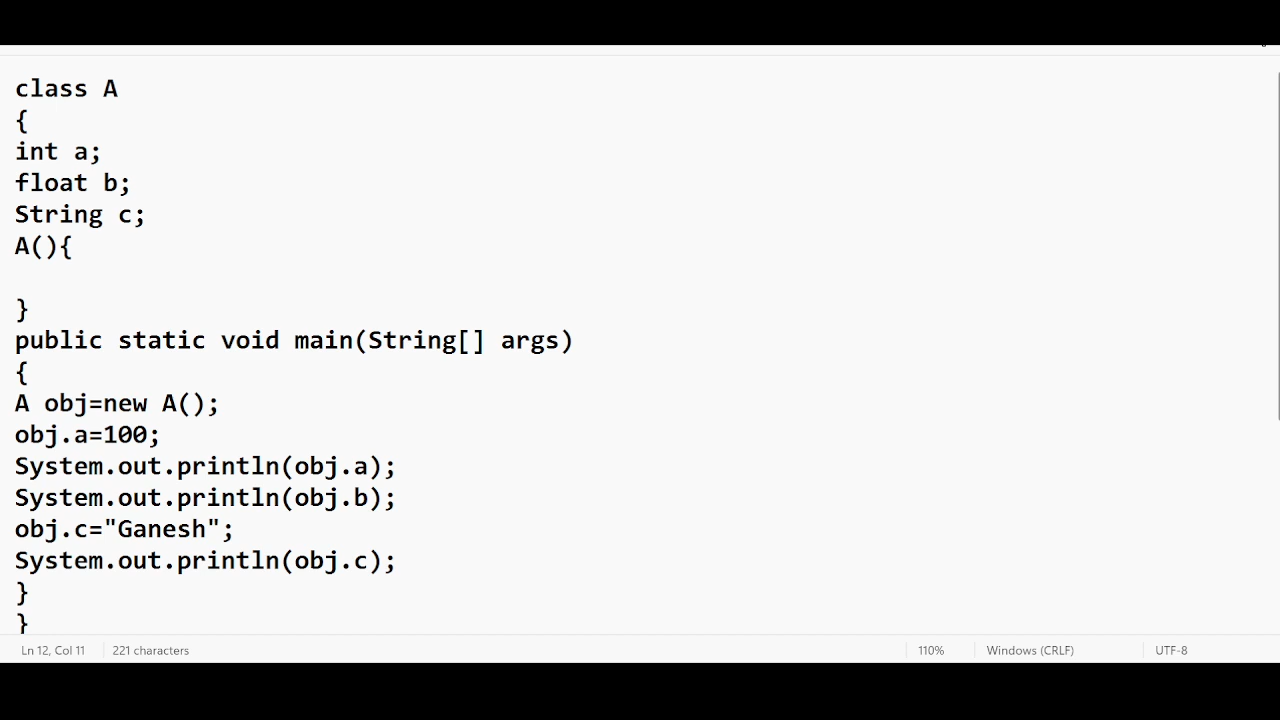 class A
{
int a;
float b;
String c;
A(){
}
public static void main(String[] args)
{
A obj=new A();
obj.a=100;
System.out.println(obj.a);
System.out.println(obj.b);
obj.c="Ganesh";
System.out.println(obj.c);
}
}
Ln 12, Col 11 221 characters 110% Windows (CRLF) UTF-8